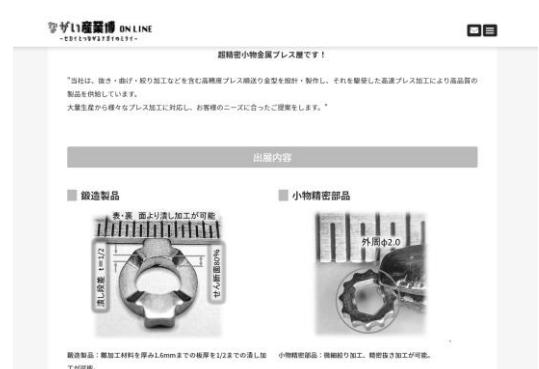 ザい産業博 ONLINE
超精密小物金属プレス屋です！
"当社は、抜き・曲げ・絞り加工などを含む高精度プレス順送り金型を設計・製作し、それを駆使した高速プレス加工により高品質の
製品を供給しています。
大量生産から様々なプレス加工に対応し、お客様のニーズに合ったご提案をします。"
出展内容
鍛造製品
表・裏 面より潰し加工が可能
潰し段差 t=1/2
せん断面80%
鍛造製品：難加工材料を厚み1.6mmまでの板厚を1/2までの潰し加
工が可能。
小物精密部品
外周φ2.0
小物精密部品：微細絞り加工、精密抜き加工が可能。